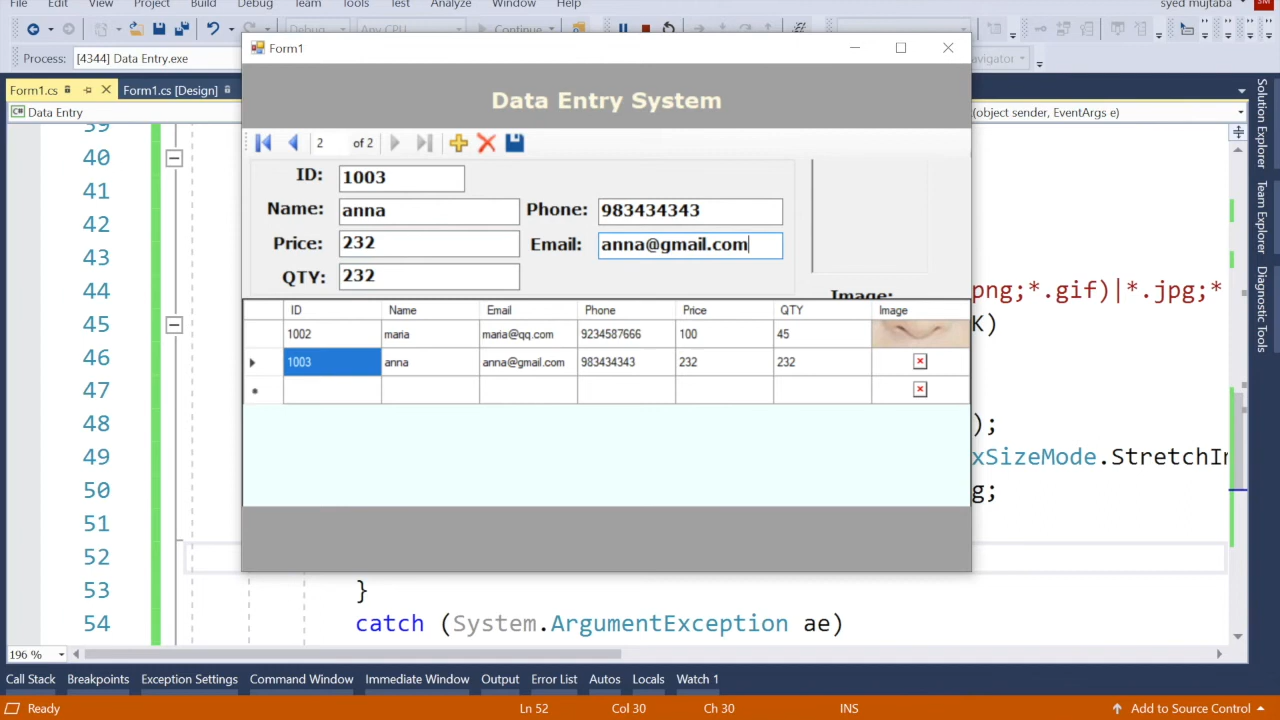 File Edit View Project Build Debug Team Tools Test Analyze Window Help syed mujtaba SM
Debug Any CPU Continue
Process: [4344] Data Entry.exe
Form1.cs Form1.cs [Design]
Data Entry (object sender, EventArgs e)
Form1
Data Entry System
2 of 2
ID: 1003
Name: anna Phone: 983434343
Price: 232 Email: anna@gmail.com
QTY: 232
Image:
ID Name Email Phone Price QTY Image
1002 maria maria@qq.com 9234587666 100 45
1003 anna anna@gmail.com 983434343 232 232
39
40
41
42
43
44 png;*.gif)|*.jpg;*
45 K)
46
47
48 );
49 xSizeMode.StretchIm
50 g;
51
52
53 }
54 catch (System.ArgumentException ae)
Solution Explorer
Team Explorer
Diagnostic Tools
196 %
Call Stack Breakpoints Exception Settings Command Window Immediate Window Output Error List Autos Locals Watch 1
Ready Ln 52 Col 30 Ch 30 INS Add to Source Control